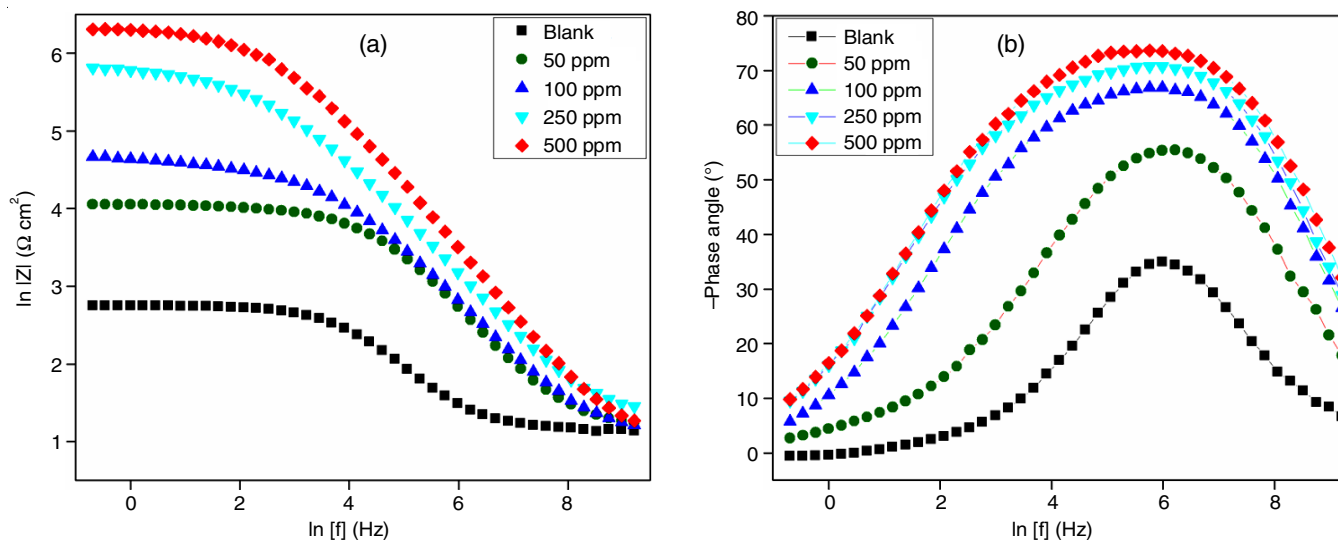 (a)
Blank
50 ppm
100 ppm
250 ppm
500 ppm
6
5
4
3
2
1
ln |Z| (Ω cm²)
0 2 4 6 8
ln [f] (Hz)
(b)
Blank
50 ppm
100 ppm
250 ppm
500 ppm
80
70
60
50
40
30
20
10
0
–Phase angle (°)
0 2 4 6 8
ln [f] (Hz)